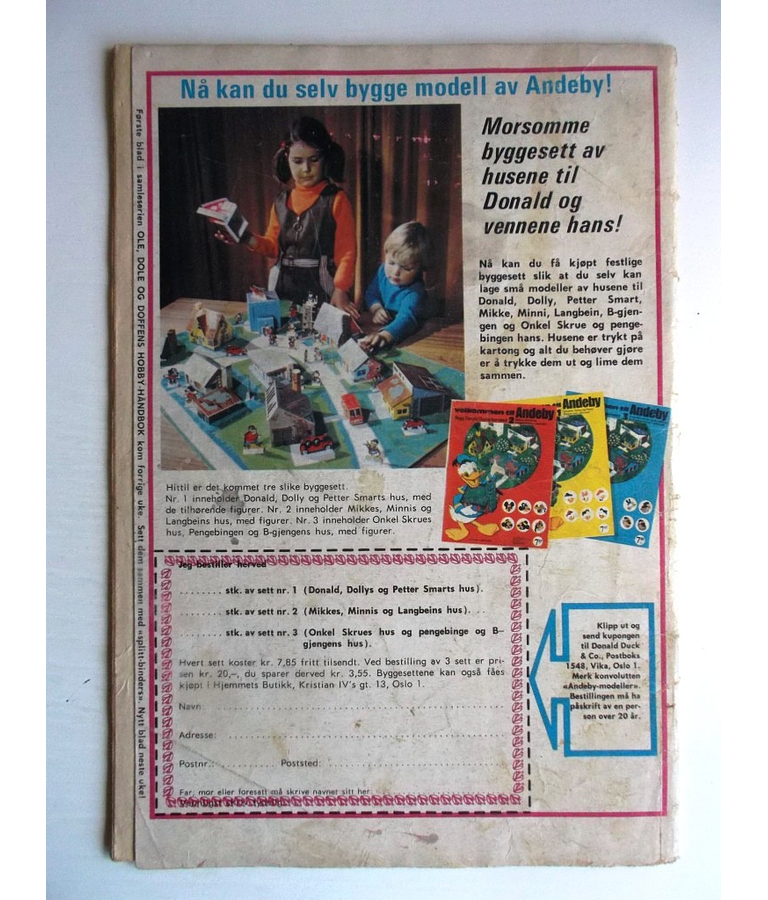 Nå kan du selv bygge modell av Andeby!
Morsomme
byggesett av
husene til
Donald og
vennene hans!
Nå kan du få kjøpt festlige
byggesett slik at du selv kan
lage små modeller av husene til
Donald, Dolly, Petter Smart,
Mikke, Minni, Langbein, B-gjen-
gen og Onkel Skrue og penge-
bingen hans. Husene er trykt på
kartong og alt du behøver gjøre
er å trykke dem ut og lime dem
sammen.
Velkommen til Andeby 2
Andeby 1
Andeby
3
Hittil er det kommet tre slike byggesett.
Nr. 1 inneholder Donald, Dolly og Petter Smarts hus, med
de tilhørende figurer. Nr. 2 inneholder Mikkes, Minnis og
Langbeins hus, med figurer. Nr. 3 inneholder Onkel Skrues
hus, Pengebingen og B-gjengens hus, med figurer.
Jeg bestiller herved
........ stk. av sett nr. 1 (Donald, Dollys og Petter Smarts hus).
........ stk. av sett nr. 2 (Mikkes, Minnis og Langbeins hus). . .
........ stk. av sett nr. 3 (Onkel Skrues hus og pengebinge og B-
gjengens hus).
Hvert sett koster kr. 7,85 fritt tilsendt. Ved bestilling av 3 sett er pri-
sen kr. 20,–, du sparer derved kr. 3,55. Byggesettene kan også fåes
kjøpt i Hjemmets Butikk, Kristian IV's gt. 13, Oslo 1.
Navn:
Adresse:
Postnr.: Poststed:
Far, mor eller foresatt må skrive navnet sitt her
Klipp ut og
send kupongen
til Donald Duck
& Co., Postboks
1548, Vika, Oslo 1.
Merk konvolutten
«Andeby-modeller».
Bestillingen må ha
påskrift av en per-
son over 20 år.
Første blad i samleserien OLE, DOLE OG DOFFENS HOBBY-HÅNDBOK kom forrige uke. Sett dem sammen med «splitt-binders». Nytt blad neste uke!